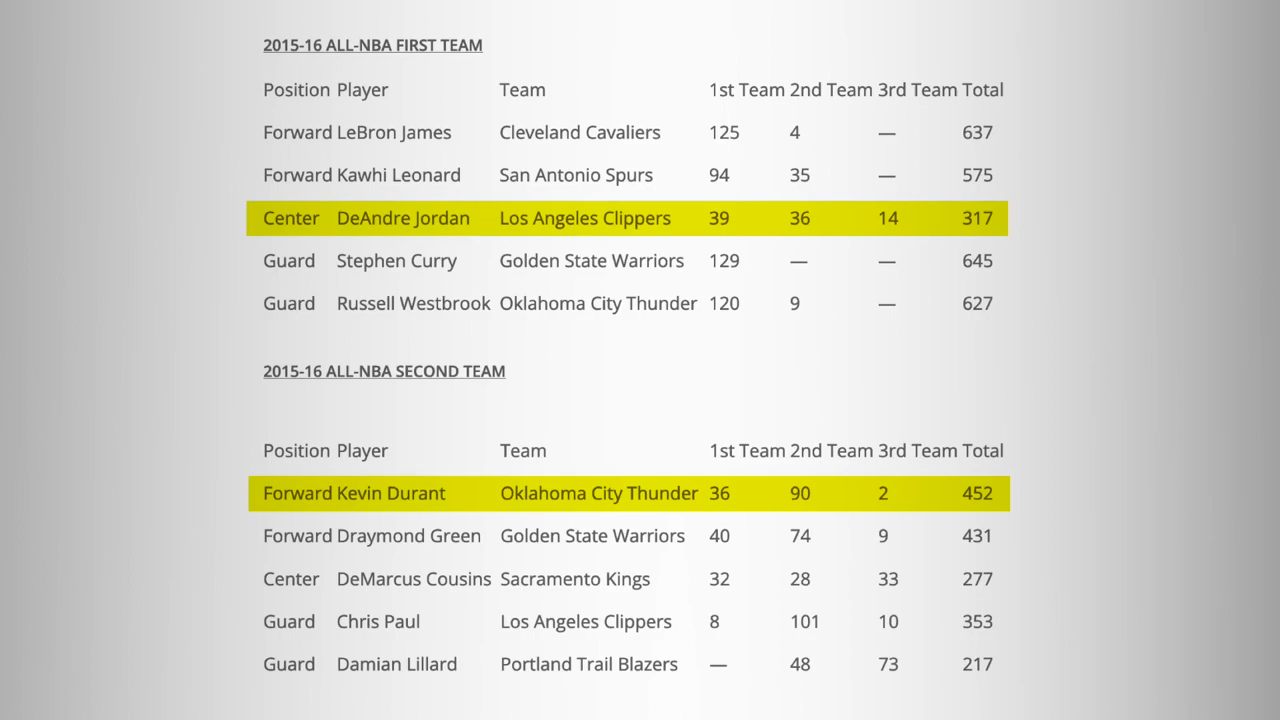 2015-16 ALL-NBA FIRST TEAM
Position Player Team 1st Team 2nd Team 3rd Team Total
Forward LeBron James Cleveland Cavaliers 125 4 — 637
Forward Kawhi Leonard San Antonio Spurs 94 35 — 575
Center DeAndre Jordan Los Angeles Clippers 39 36 14 317
Guard Stephen Curry Golden State Warriors 129 — — 645
Guard Russell Westbrook Oklahoma City Thunder 120 9 — 627
2015-16 ALL-NBA SECOND TEAM
Position Player Team 1st Team 2nd Team 3rd Team Total
Forward Kevin Durant Oklahoma City Thunder 36 90 2 452
Forward Draymond Green Golden State Warriors 40 74 9 431
Center DeMarcus Cousins Sacramento Kings 32 28 33 277
Guard Chris Paul Los Angeles Clippers 8 101 10 353
Guard Damian Lillard Portland Trail Blazers — 48 73 217